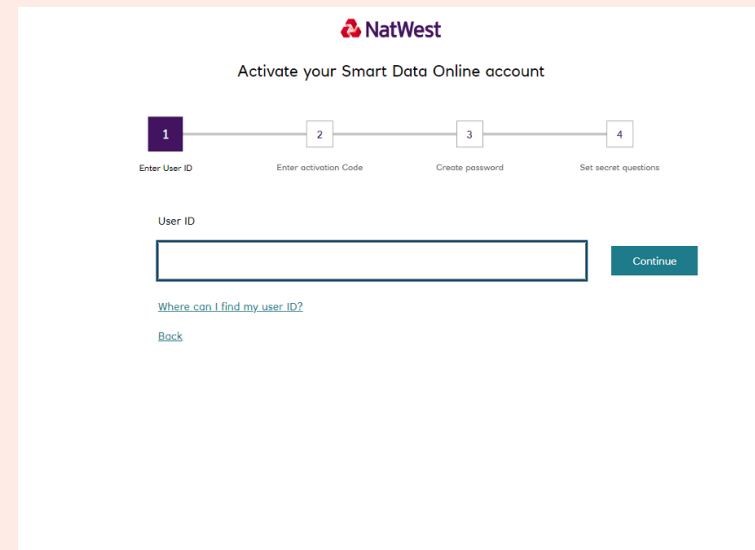 NatWest
Activate your Smart Data Online account
1
2
3
4
Enter User ID
Enter activation Code
Create password
Set secret questions
User ID
Continue
Where can I find my user ID?
Back